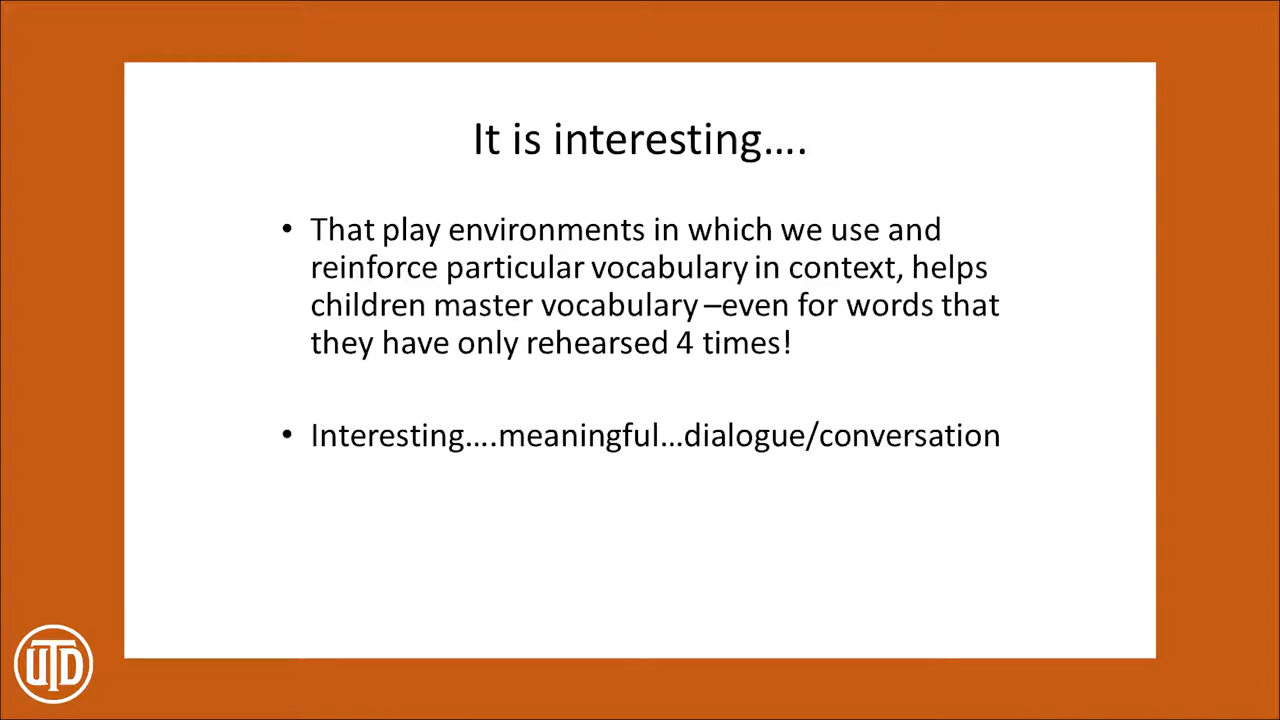 It is interesting….
• That play environments in which we use and
reinforce particular vocabulary in context, helps
children master vocabulary –even for words that
they have only rehearsed 4 times!
• Interesting….meaningful…dialogue/conversation
UTD